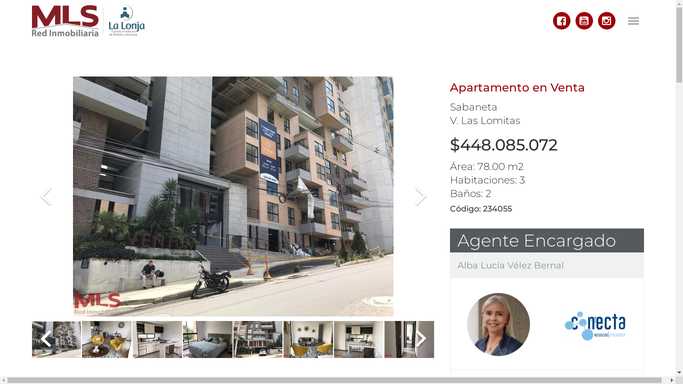 MLS
Red Inmobiliaria
La Lonja
Apartamento en Venta
Sabaneta
V. Las Lomitas
$448.085.072
Área: 78.00 m2
Habitaciones: 3
Baños: 2
Código: 234055
MLS
Red Inmobiliaria
Agente Encargado
Alba Lucía Vélez Bernal
conecta